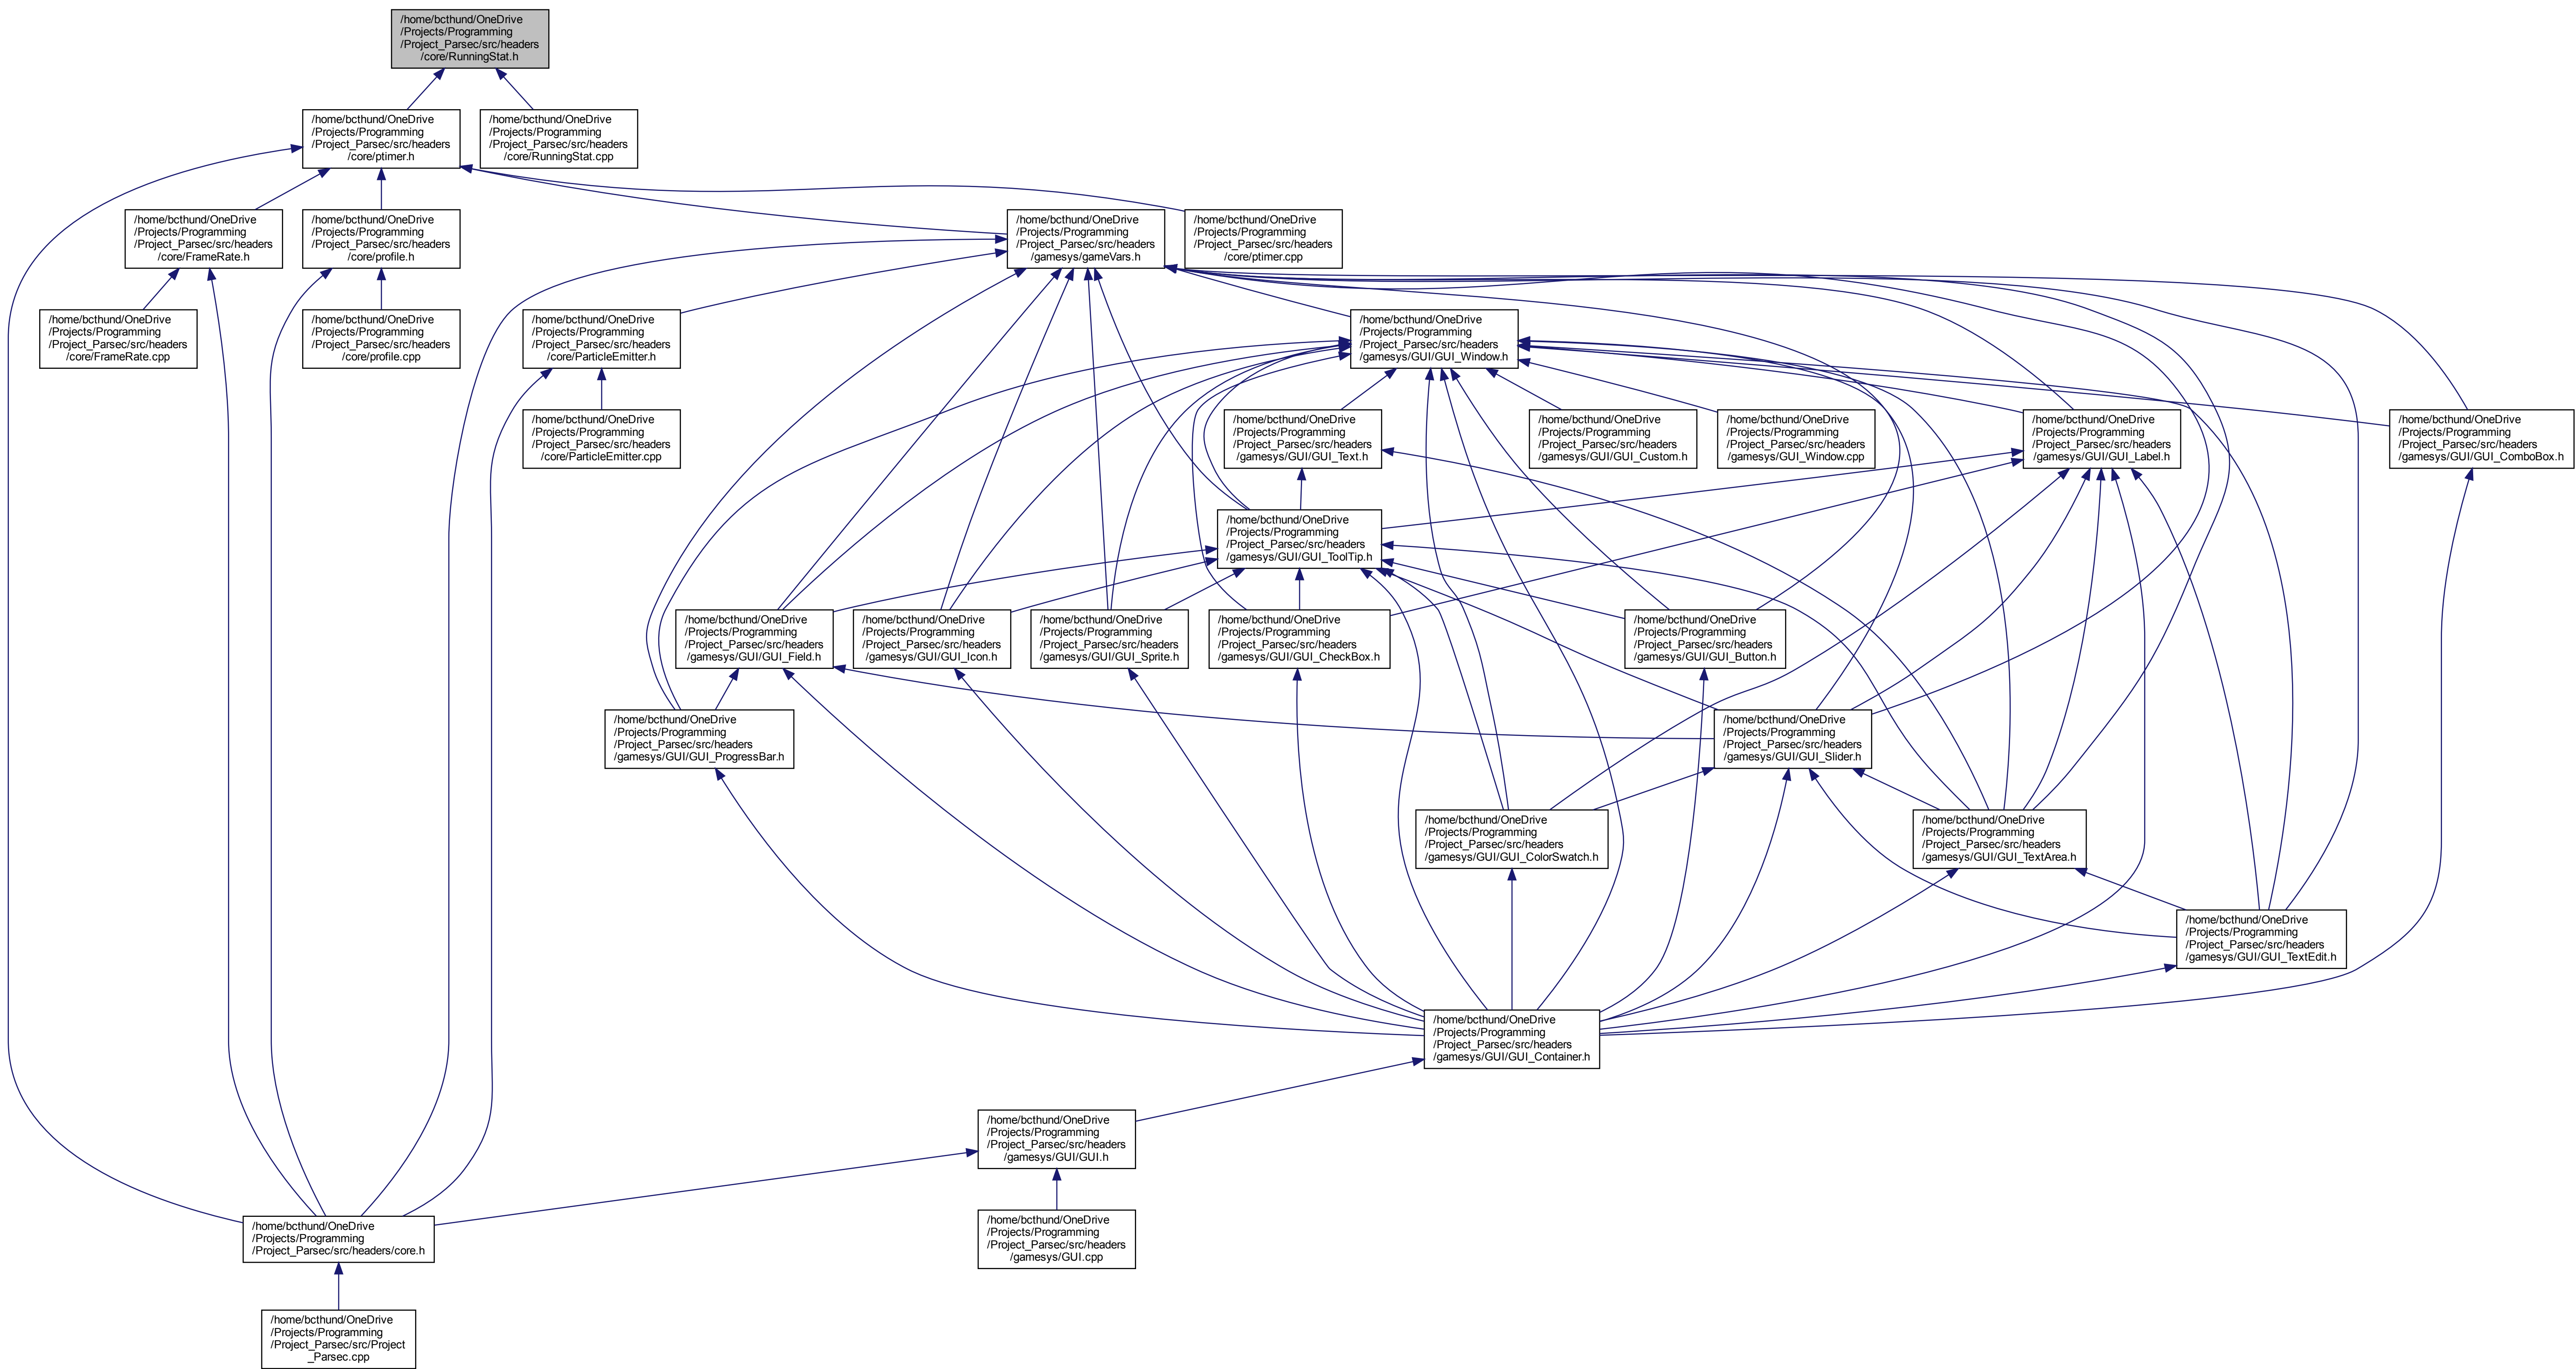 /home/bcthund/OneDrive
/Projects/Programming
/Project_Parsec/src/headers
/core/RunningStat.h
/home/bcthund/OneDrive
/Projects/Programming
/Project_Parsec/src/headers
/core/ptimer.h
/home/bcthund/OneDrive
/Projects/Programming
/Project_Parsec/src/headers
/core/RunningStat.cpp
/home/bcthund/OneDrive
/Projects/Programming
/Project_Parsec/src/headers
/core/FrameRate.h
/home/bcthund/OneDrive
/Projects/Programming
/Project_Parsec/src/headers
/core/profile.h
/home/bcthund/OneDrive
/Projects/Programming
/Project_Parsec/src/headers
/gamesys/gameVars.h
/home/bcthund/OneDrive
/Projects/Programming
/Project_Parsec/src/headers
/core/ptimer.cpp
/home/bcthund/OneDrive
/Projects/Programming
/Project_Parsec/src/headers
/core/FrameRate.cpp
/home/bcthund/OneDrive
/Projects/Programming
/Project_Parsec/src/headers
/core/profile.cpp
/home/bcthund/OneDrive
/Projects/Programming
/Project_Parsec/src/headers
/core/ParticleEmitter.h
/home/bcthund/OneDrive
/Projects/Programming
/Project_Parsec/src/headers
/gamesys/GUI/GUI_Window.h
/home/bcthund/OneDrive
/Projects/Programming
/Project_Parsec/src/headers
/core/ParticleEmitter.cpp
/home/bcthund/OneDrive
/Projects/Programming
/Project_Parsec/src/headers
/gamesys/GUI/GUI_Text.h
/home/bcthund/OneDrive
/Projects/Programming
/Project_Parsec/src/headers
/gamesys/GUI/GUI_Custom.h
/home/bcthund/OneDrive
/Projects/Programming
/Project_Parsec/src/headers
/gamesys/GUI_Window.cpp
/home/bcthund/OneDrive
/Projects/Programming
/Project_Parsec/src/headers
/gamesys/GUI/GUI_Label.h
/home/bcthund/OneDrive
/Projects/Programming
/Project_Parsec/src/headers
/gamesys/GUI/GUI_ComboBox.h
/home/bcthund/OneDrive
/Projects/Programming
/Project_Parsec/src/headers
/gamesys/GUI/GUI_ToolTip.h
/home/bcthund/OneDrive
/Projects/Programming
/Project_Parsec/src/headers
/gamesys/GUI/GUI_Field.h
/home/bcthund/OneDrive
/Projects/Programming
/Project_Parsec/src/headers
/gamesys/GUI/GUI_Icon.h
/home/bcthund/OneDrive
/Projects/Programming
/Project_Parsec/src/headers
/gamesys/GUI/GUI_Sprite.h
/home/bcthund/OneDrive
/Projects/Programming
/Project_Parsec/src/headers
/gamesys/GUI/GUI_CheckBox.h
/home/bcthund/OneDrive
/Projects/Programming
/Project_Parsec/src/headers
/gamesys/GUI/GUI_Button.h
/home/bcthund/OneDrive
/Projects/Programming
/Project_Parsec/src/headers
/gamesys/GUI/GUI_ProgressBar.h
/home/bcthund/OneDrive
/Projects/Programming
/Project_Parsec/src/headers
/gamesys/GUI/GUI_Slider.h
/home/bcthund/OneDrive
/Projects/Programming
/Project_Parsec/src/headers
/gamesys/GUI/GUI_ColorSwatch.h
/home/bcthund/OneDrive
/Projects/Programming
/Project_Parsec/src/headers
/gamesys/GUI/GUI_TextArea.h
/home/bcthund/OneDrive
/Projects/Programming
/Project_Parsec/src/headers
/gamesys/GUI/GUI_TextEdit.h
/home/bcthund/OneDrive
/Projects/Programming
/Project_Parsec/src/headers
/gamesys/GUI/GUI_Container.h
/home/bcthund/OneDrive
/Projects/Programming
/Project_Parsec/src/headers
/gamesys/GUI/GUI.h
/home/bcthund/OneDrive
/Projects/Programming
/Project_Parsec/src/headers/core.h
/home/bcthund/OneDrive
/Projects/Programming
/Project_Parsec/src/headers
/gamesys/GUI.cpp
/home/bcthund/OneDrive
/Projects/Programming
/Project_Parsec/src/Project
_Parsec.cpp